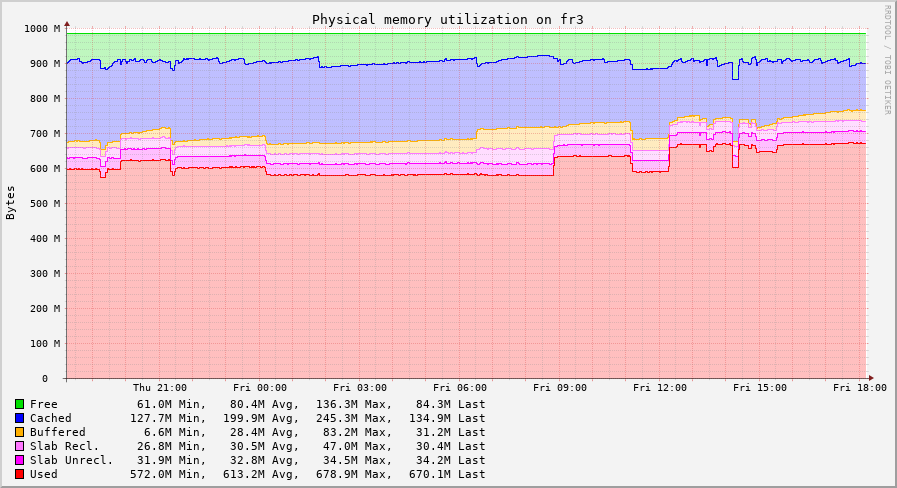 Physical memory utilization on fr3
RRDTOOL / TOBI OETIKER
Bytes
1000 M
900 M
800 M
700 M
600 M
500 M
400 M
300 M
200 M
100 M
0
Thu 21:00 Fri 00:00 Fri 03:00 Fri 06:00 Fri 09:00 Fri 12:00 Fri 15:00 Fri 18:00
Free 61.0M Min, 80.4M Avg, 136.3M Max, 84.3M Last
Cached 127.7M Min, 199.9M Avg, 245.3M Max, 134.9M Last
Buffered 6.6M Min, 28.4M Avg, 83.2M Max, 31.2M Last
Slab Recl. 26.8M Min, 30.5M Avg, 47.0M Max, 30.4M Last
Slab Unrecl. 31.9M Min, 32.8M Avg, 34.5M Max, 34.2M Last
Used 572.0M Min, 613.2M Avg, 678.9M Max, 670.1M Last